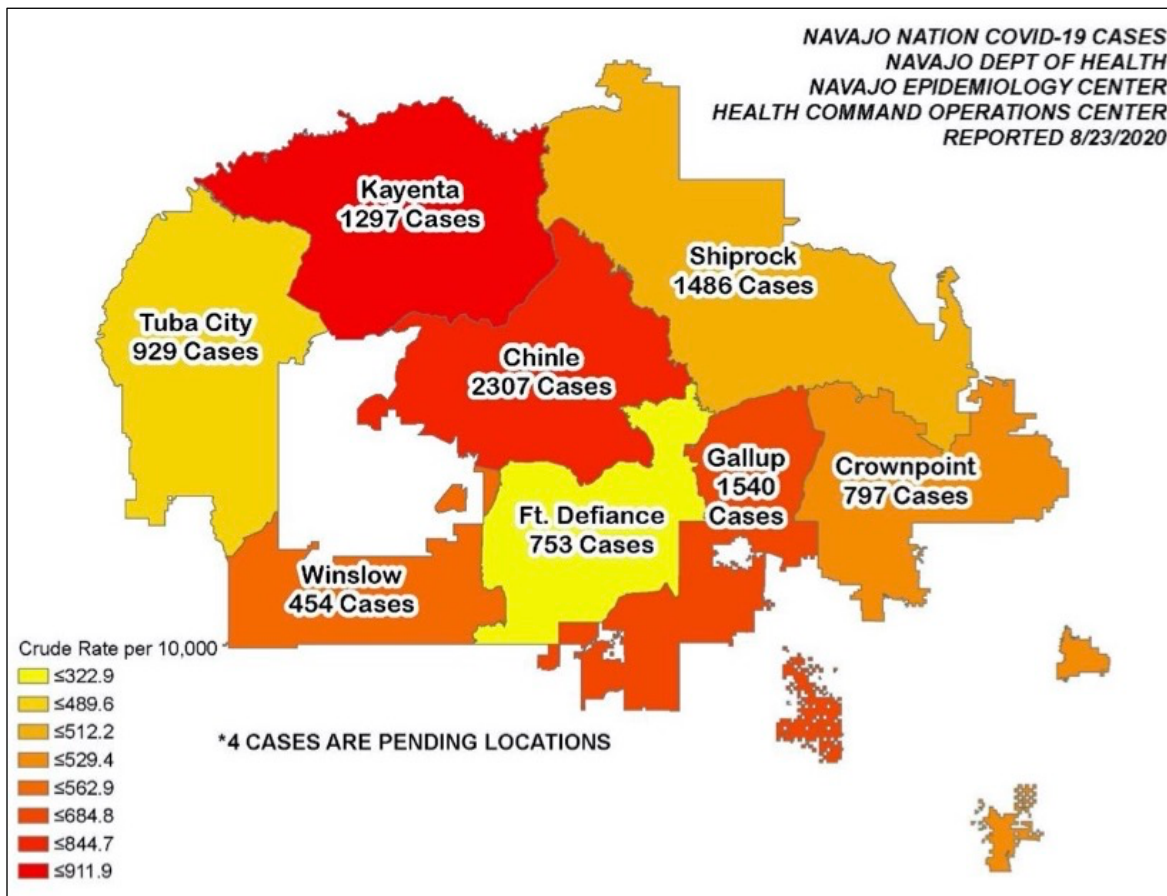 NAVAJO NATION COVID-19 CASES
NAVAJO DEPT OF HEALTH
NAVAJO EPIDEMIOLOGY CENTER
HEALTH COMMAND OPERATIONS CENTER
REPORTED 8/23/2020
Kayenta
1297 Cases
Shiprock
1486 Cases
Tuba City
929 Cases
Chinle
2307 Cases
Gallup
1540
Cases
Crownpoint
797 Cases
Ft. Defiance
753 Cases
Winslow
454 Cases
Crude Rate per 10,000
≤322.9
≤489.6
≤512.2
≤529.4
≤562.9
≤684.8
≤844.7
≤911.9
*4 CASES ARE PENDING LOCATIONS